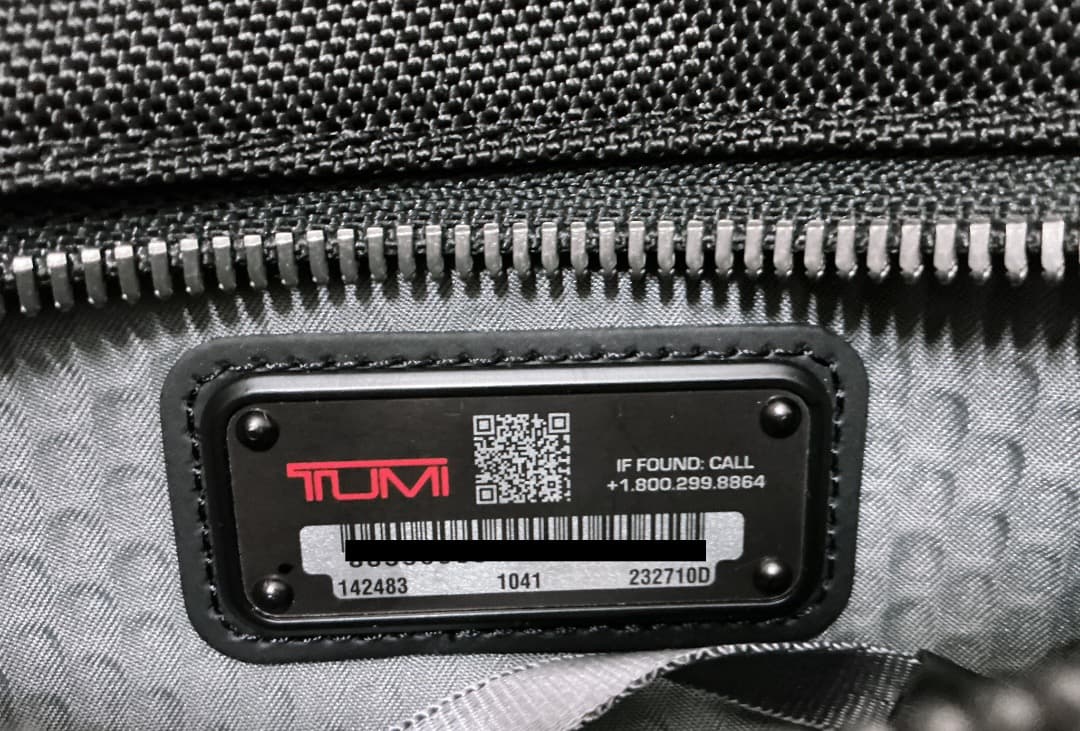 TUMI
IF FOUND: CALL
+1.800.299.8864
142483 1041 232710D